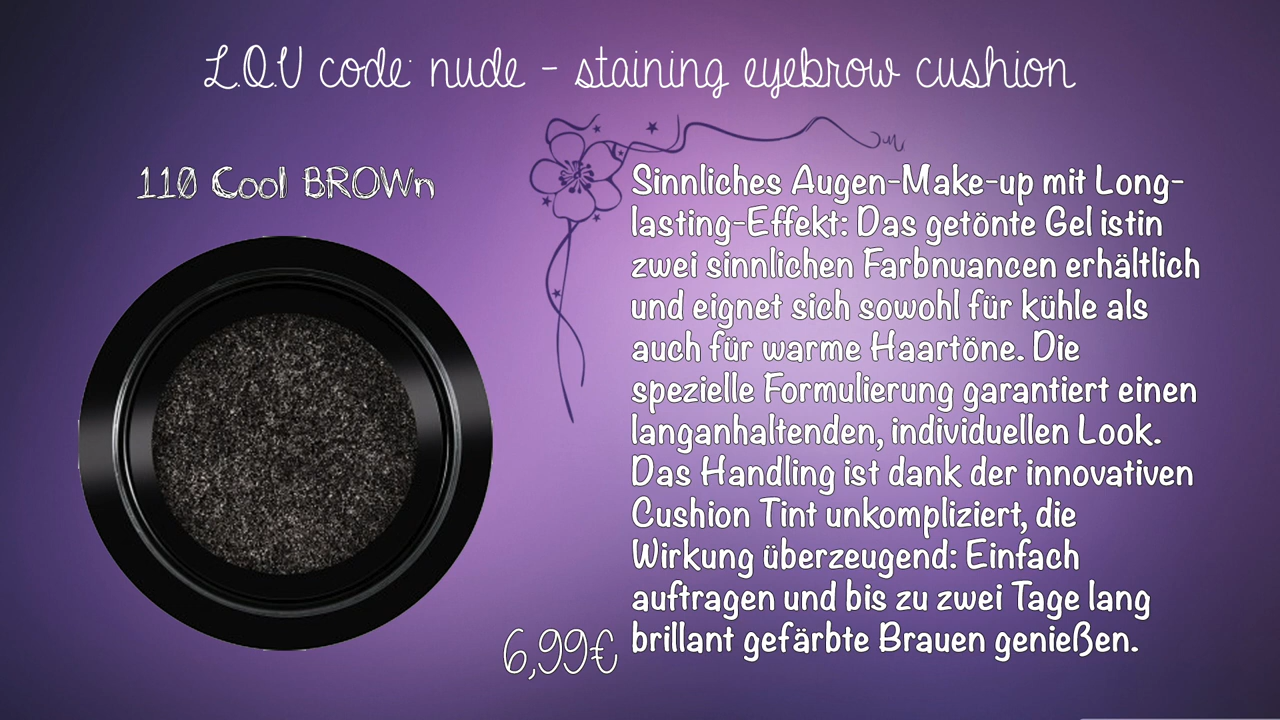 L.O.V code nude - staining eyebrow cushion
110 Cool BROWn
Sinnliches Augen-Make-up mit Long-
lasting-Effekt: Das getönte Gel istin
zwei sinnlichen Farbnuancen erhältlich
und eignet sich sowohl für kühle als
auch für warme Haartöne. Die
spezielle Formulierung garantiert einen
langanhaltenden, individuellen Look.
Das Handling ist dank der innovativen
Cushion Tint unkompliziert, die
Wirkung überzeugend: Einfach
auftragen und bis zu zwei Tage lang
brillant gefärbte Brauen genießen.
6,99€